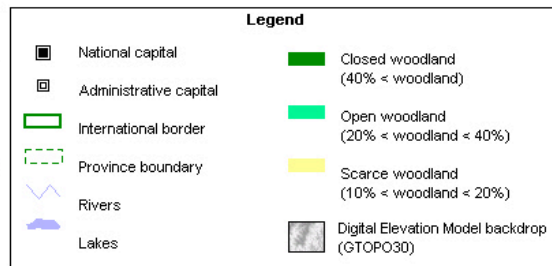 Legend
National capital
Administrative capital
International border
Province boundary
Rivers
Lakes
Closed woodland
(40% < woodland)
Open woodland
(20% < woodland < 40%)
Scarce woodland
(10% < woodland < 20%)
Digital Elevation Model backdrop
(GTOPO30)